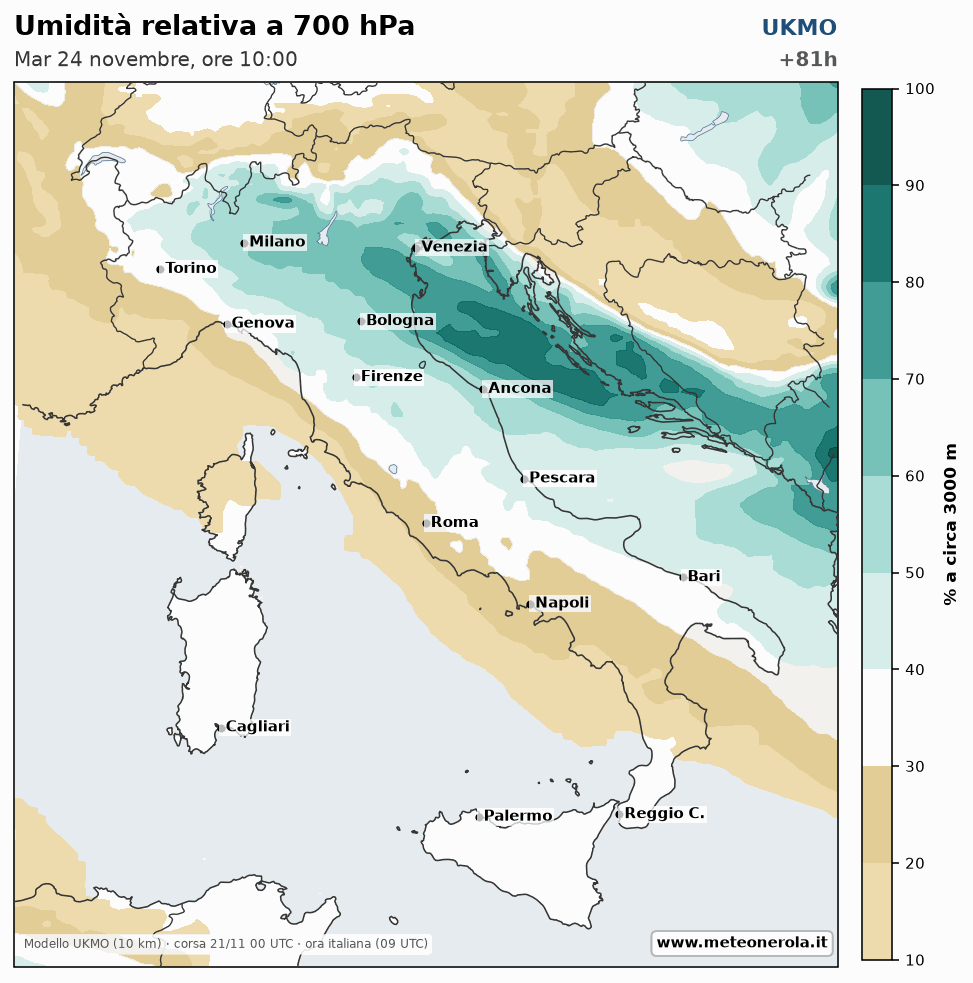 Umidità relativa a 700 hPa
UKMO
Mar 24 novembre, ore 10:00
+81h
Milano
Venezia
Torino
Bologna
Genova
Firenze
Ancona
Pescara
Roma
Bari
Napoli
Cagliari
Palermo
Reggio C.
100
90
80
70
60
50
40
30
20
10
% a circa 3000 m
Modello UKMO (10 km) · corsa 21/11 00 UTC · ora italiana (09 UTC)
www.meteonerola.it